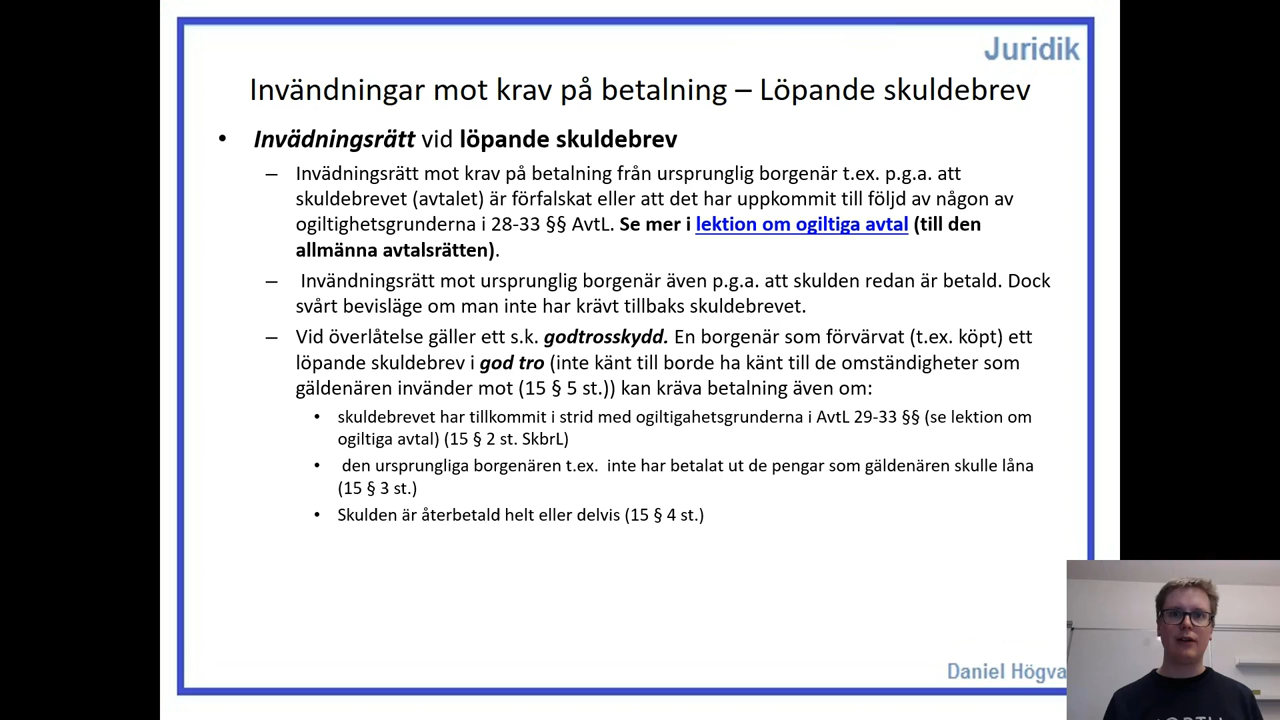 Juridik
Invändningar mot krav på betalning – Löpande skuldebrev
• Invädningsrätt vid löpande skuldebrev
– Invädningsrätt mot krav på betalning från ursprunglig borgenär t.ex. p.g.a. att
skuldebrevet (avtalet) är förfalskat eller att det har uppkommit till följd av någon av
ogiltighetsgrunderna i 28-33 §§ AvtL. Se mer i lektion om ogiltiga avtal (till den
allmänna avtalsrätten).
– Invändningsrätt mot ursprunglig borgenär även p.g.a. att skulden redan är betald. Dock
svårt bevisläge om man inte har krävt tillbaks skuldebrevet.
– Vid överlåtelse gäller ett s.k. godtrosskydd. En borgenär som förvärvat (t.ex. köpt) ett
löpande skuldebrev i god tro (inte känt till borde ha känt till de omständigheter som
gäldenären invänder mot (15 § 5 st.)) kan kräva betalning även om:
• skuldebrevet har tillkommit i strid med ogiltigahetsgrunderna i AvtL 29-33 §§ (se lektion om
ogiltiga avtal) (15 § 2 st. SkbrL)
• den ursprungliga borgenären t.ex. inte har betalat ut de pengar som gäldenären skulle låna
(15 § 3 st.)
• Skulden är återbetald helt eller delvis (15 § 4 st.)
Daniel Högva